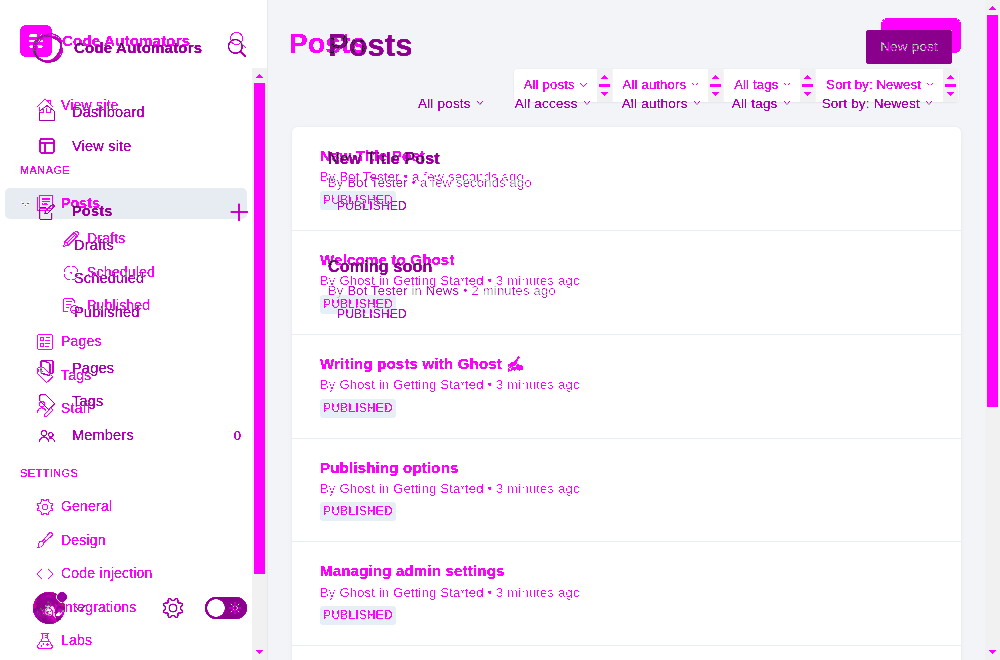 Code Automators
Code Automators
View site
Dashboard
View site
MANAGE
Posts
Posts
Drafts
Drafts
Scheduled
Scheduled
Published
Published
Pages
Pages
Tags
Tags
Staff
Members 0
SETTINGS
General
Design
Code injection
Integrations
Labs
Posts
Posts
New post
All posts All authors All tags Sort by: Newest
All posts All access All authors All tags Sort by: Newest
New Title Post
New Title Post
By Bot Tester • a few seconds ago
By Bot Tester • a few seconds ago
PUBLISHED
PUBLISHED
Welcome to Ghost
Coming soon
By Ghost in Getting Started • 3 minutes ago
By Bot Tester in News • 2 minutes ago
PUBLISHED
PUBLISHED
Writing posts with Ghost ✍️
By Ghost in Getting Started • 3 minutes ago
PUBLISHED
Publishing options
By Ghost in Getting Started • 3 minutes ago
PUBLISHED
Managing admin settings
By Ghost in Getting Started • 3 minutes ago
PUBLISHED